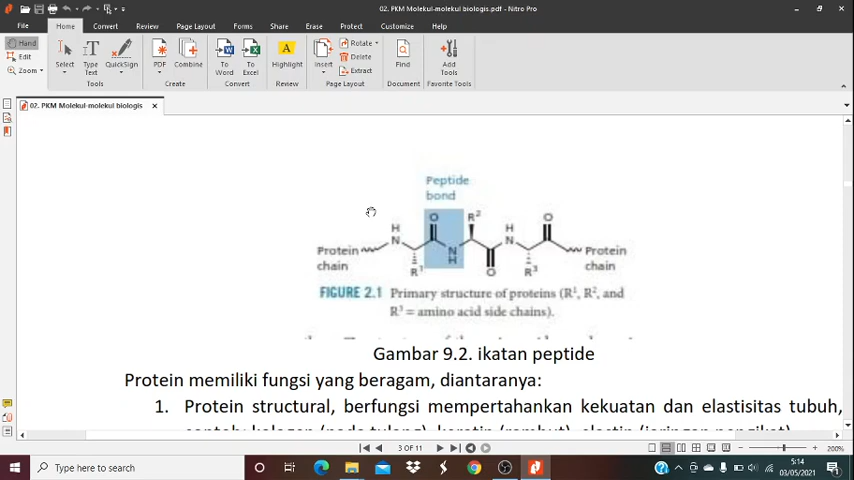 02. PKM Molekul-molekul biologis.pdf - Nitro Pro
File Home Convert Review Page Layout Forms Share Erase Protect Customize Help
Hand
Edit
Zoom
Select
Type Text
QuickSign
Tools
PDF
Combine
Create
To Word
To Excel
Convert
Highlight
Review
Insert
Rotate
Delete
Extract
Page Layout
Find
Document
Add Tools
Favorite Tools
02. PKM Molekul-molekul biologis
Peptide
bond
O R² H O
H N
Protein chain
R¹ N H O R³
Protein chain
FIGURE 2.1 Primary structure of proteins (R¹, R², and
R³ = amino acid side chains).
Gambar 9.2. ikatan peptide
Protein memiliki fungsi yang beragam, diantaranya:
1. Protein structural, berfungsi mempertahankan kekuatan dan elastisitas tubuh,
3 OF 11
200%
Type here to search
5:14
03/05/2021